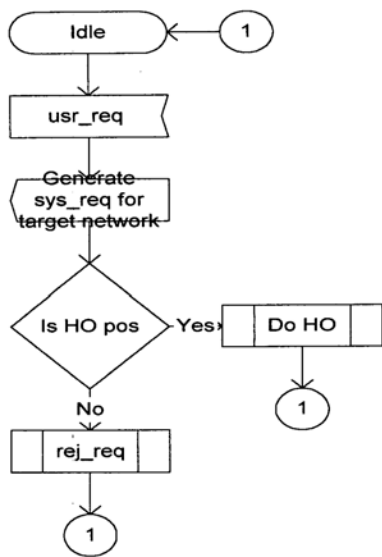 Idle
1
usr_req
Generate
sys_req for
target network
Is HO pos
Yes
Do HO
1
No
rej_req
1